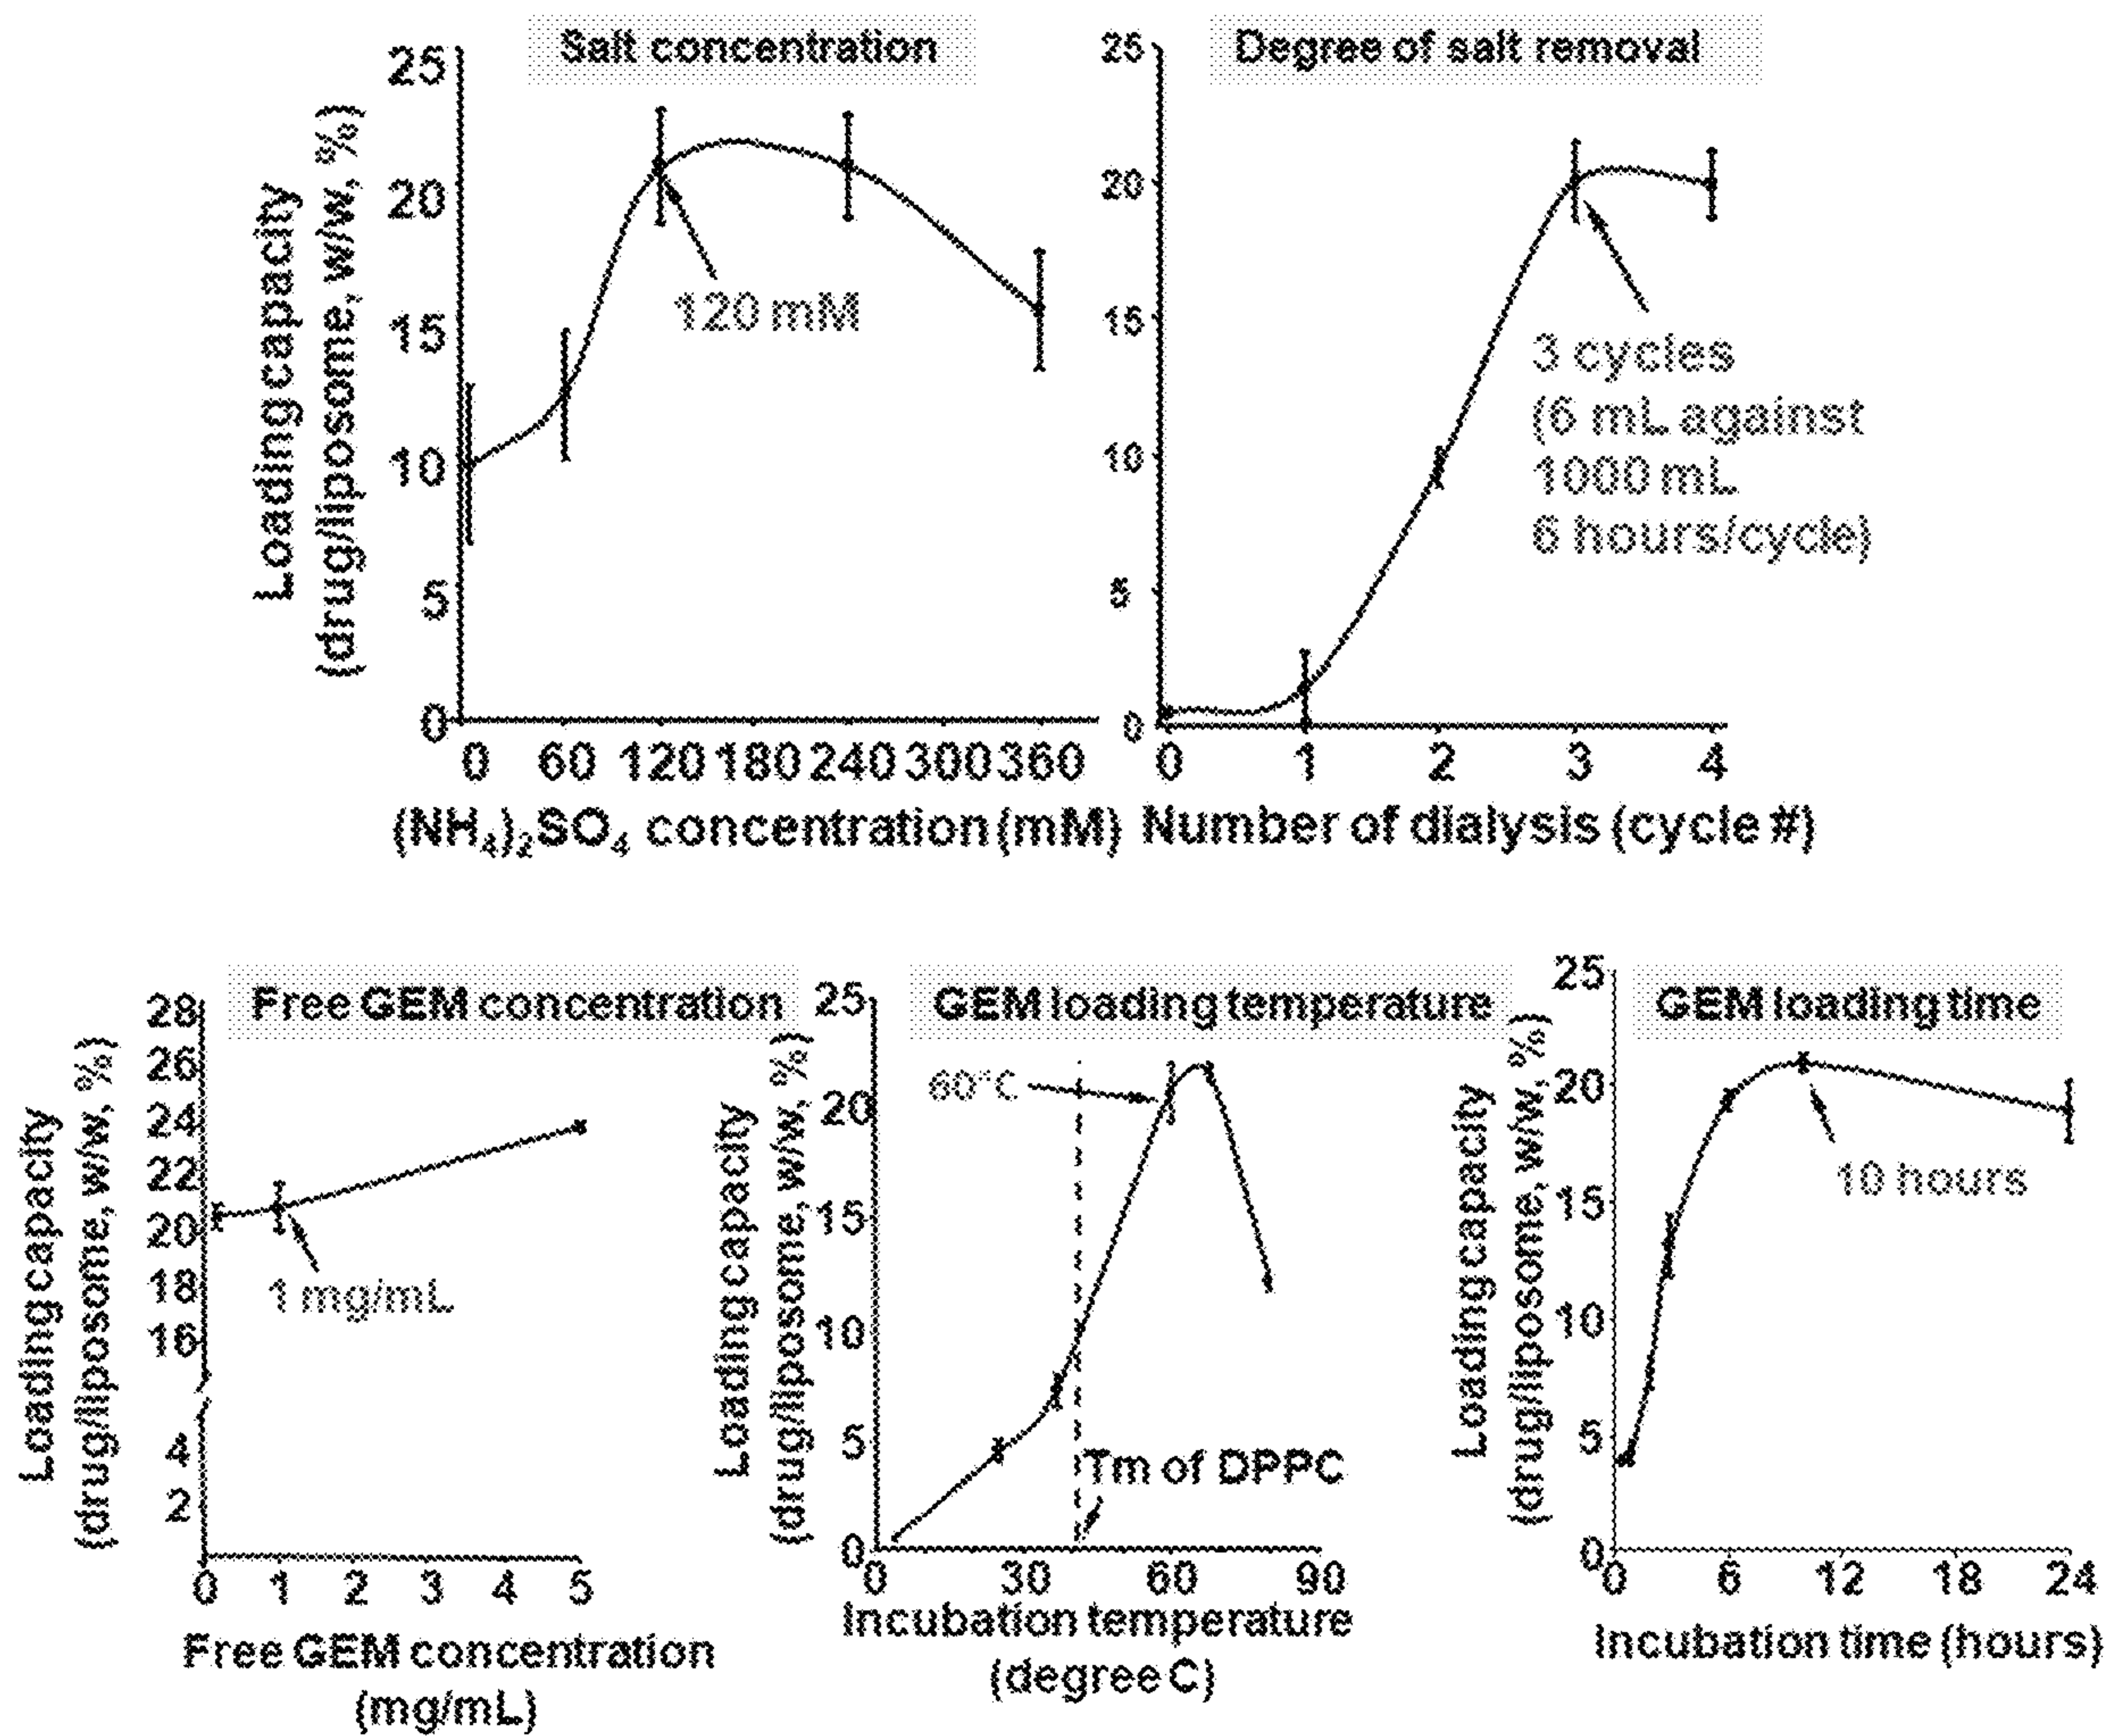 Salt concentration
25
20
15
10
5
0
Loading capacity
(drug/liposome, w/w, %)
120 mM
0 60 120 180 240 300 360
(NH₄)₂SO₄ concentration (mM)
Degree of salt removal
25
20
15
10
5
0
3 cycles
(6 mL against
1000 mL
6 hours/cycle)
0 1 2 3 4
Number of dialysis (cycle #)
Free GEM concentration
28
26
24
22
20
18
16
4
2
Loading capacity
(drug/liposome, w/w, %)
1 mg/mL
0 1 2 3 4 5
Free GEM concentration
(mg/mL)
GEM loading temperature
25
20
15
10
5
0
Loading capacity
(drug/liposome, w/w, %)
60°C
Tm of DPPC
0 30 60 90
Incubation temperature
(degree C)
GEM loading time
25
20
15
10
5
0
Loading capacity
(drug/liposome, w/w, %)
10 hours
0 6 12 18 24
Incubation time (hours)